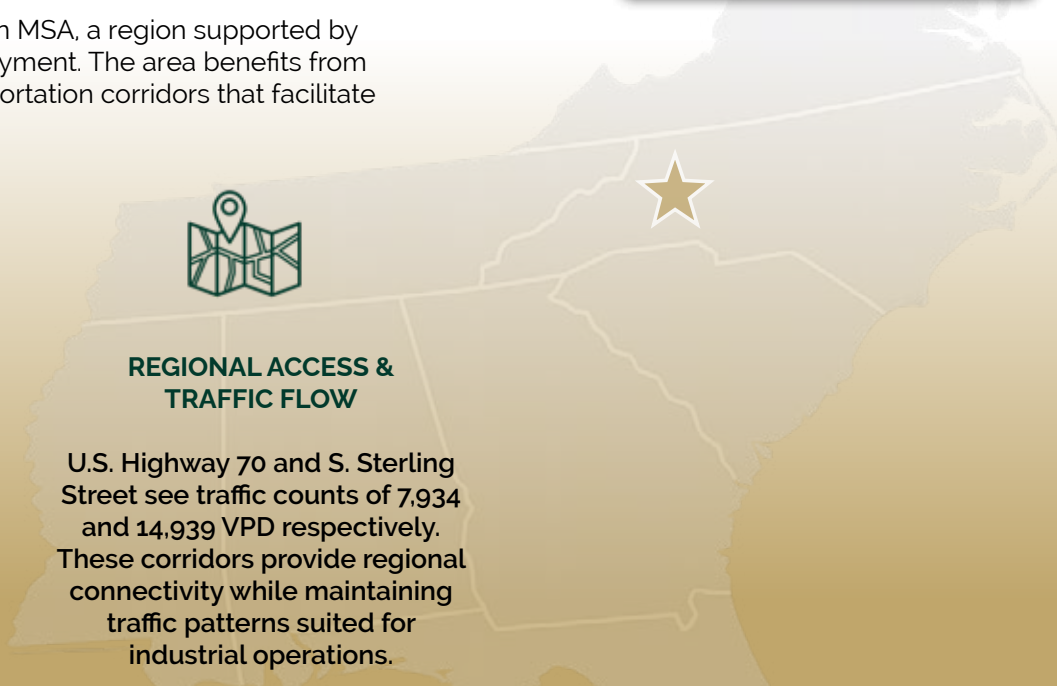 n MSA, a region supported by
yment. The area benefits from
ortation corridors that facilitate
REGIONAL ACCESS &
TRAFFIC FLOW
U.S. Highway 70 and S. Sterling
Street see traffic counts of 7,934
and 14,939 VPD respectively.
These corridors provide regional
connectivity while maintaining
traffic patterns suited for
industrial operations.